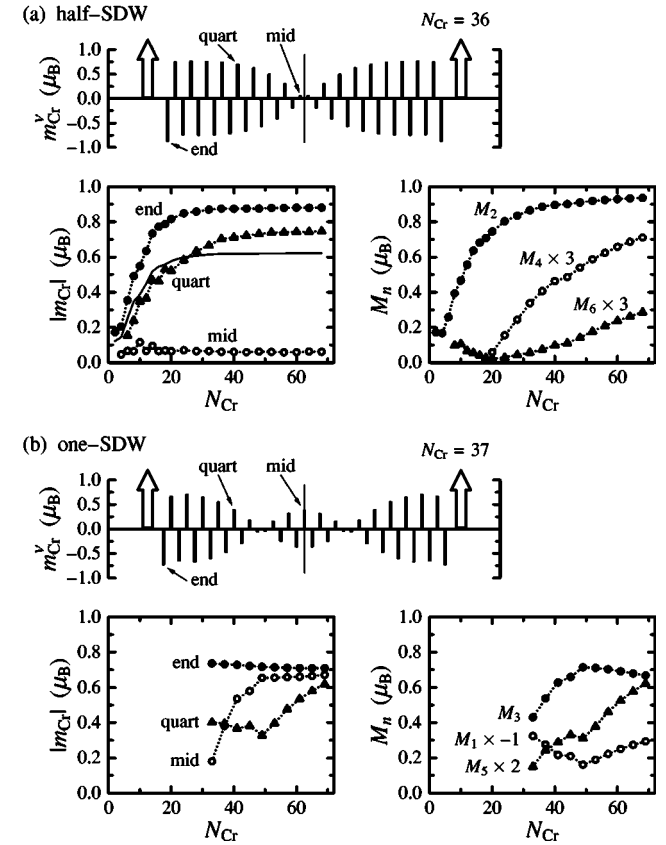 (a) half−SDW
N_Cr = 36
quart
mid
1.0
0.5
0.0
−0.5
−1.0
m^ν_Cr (μ_B)
end
1.0
0.8
0.6
0.4
0.2
0.0
|m_Cr| (μ_B)
end
quart
mid
0 20 40 60
N_Cr
1.0
0.8
0.6
0.4
0.2
0.0
M_n (μ_B)
M_2
M_4 × 3
M_6 × 3
0 20 40 60
N_Cr
(b) one−SDW
N_Cr = 37
quart
mid
1.0
0.5
0.0
−0.5
−1.0
m^ν_Cr (μ_B)
end
1.0
0.8
0.6
0.4
0.2
0.0
|m_Cr| (μ_B)
end
quart
mid
0 20 40 60
N_Cr
1.0
0.8
0.6
0.4
0.2
0.0
M_n (μ_B)
M_3
M_1 × −1
M_5 × 2
0 20 40 60
N_Cr